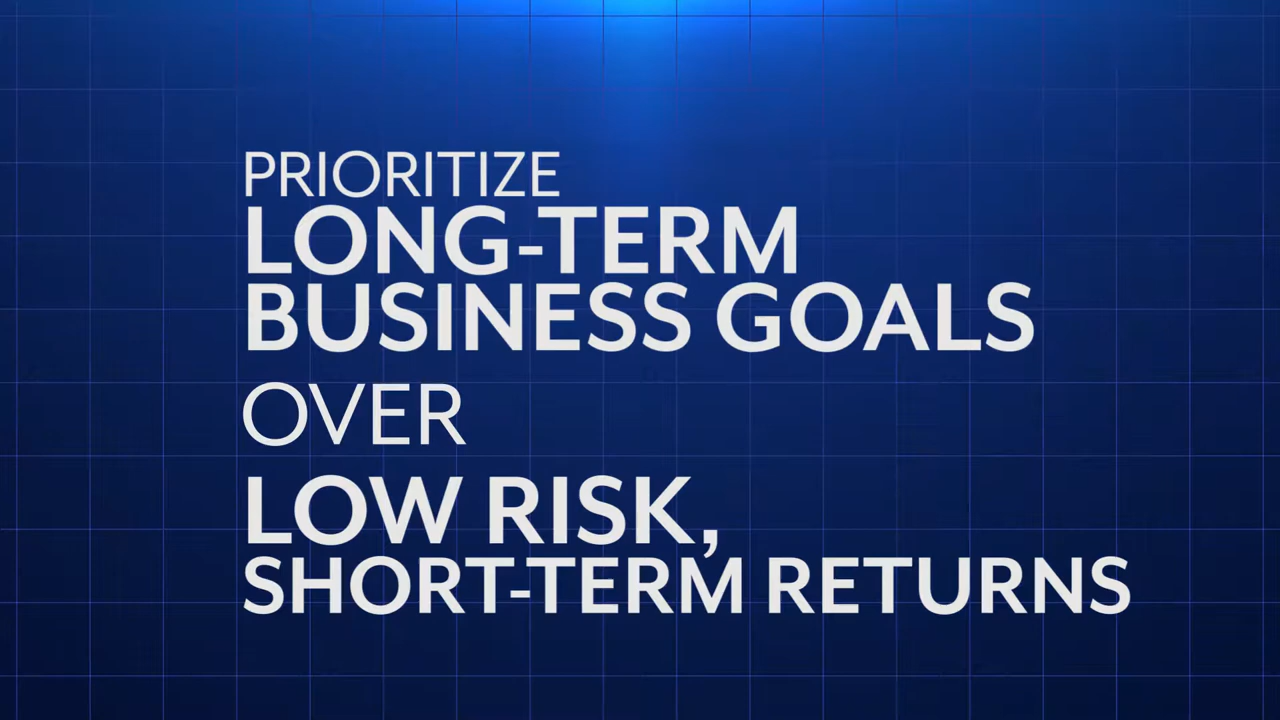 PRIORITIZE
LONG-TERM
BUSINESS GOALS
OVER
LOW RISK,
SHORT-TERM RETURNS